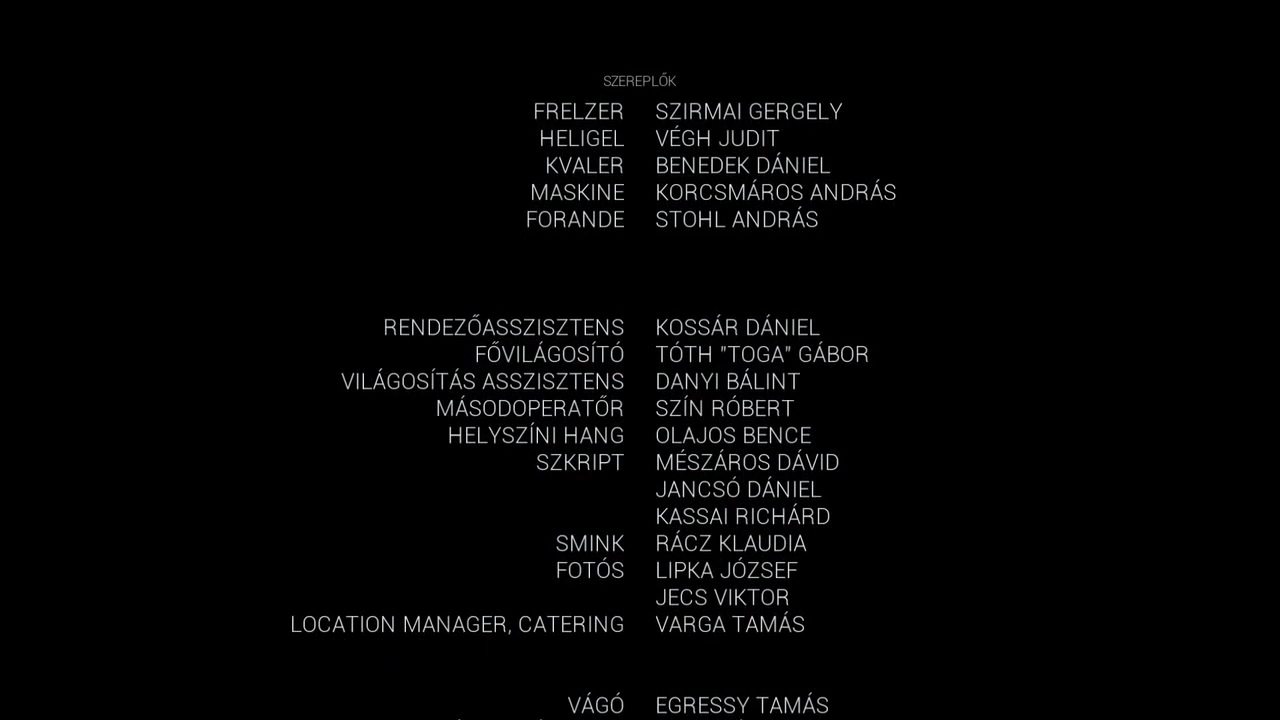 SZEREPLŐK
FRELZER SZIRMAI GERGELY
HELIGEL VÉGH JUDIT
KVALER BENEDEK DÁNIEL
MASKINE KORCSMÁROS ANDRÁS
FORANDE STOHL ANDRÁS
RENDEZŐASSZISZTENS KOSSÁR DÁNIEL
FŐVILÁGOSÍTÓ TÓTH "TOGA" GÁBOR
VILÁGOSÍTÁS ASSZISTENS DANYI BÁLINT
MÁSODOPERATŐR SZÍN RÓBERT
HELYSZÍNI HANG OLAJOS BENCE
SZKRIPT MÉSZÁROS DÁVID
JANCSÓ DÁNIEL
KASSAI RICHÁRD
SMINK RÁCZ KLAUDIA
FOTÓS LIPKA JÓZSEF
JECS VIKTOR
LOCATION MANAGER, CATERING VARGA TAMÁS
VÁGÓ EGRESSY TAMÁS